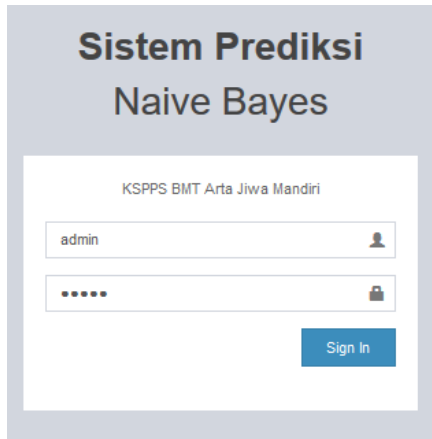 Sistem Prediksi
Naive Bayes
KSPPS BMT Arta Jiwa Mandiri
admin
•••••
Sign In